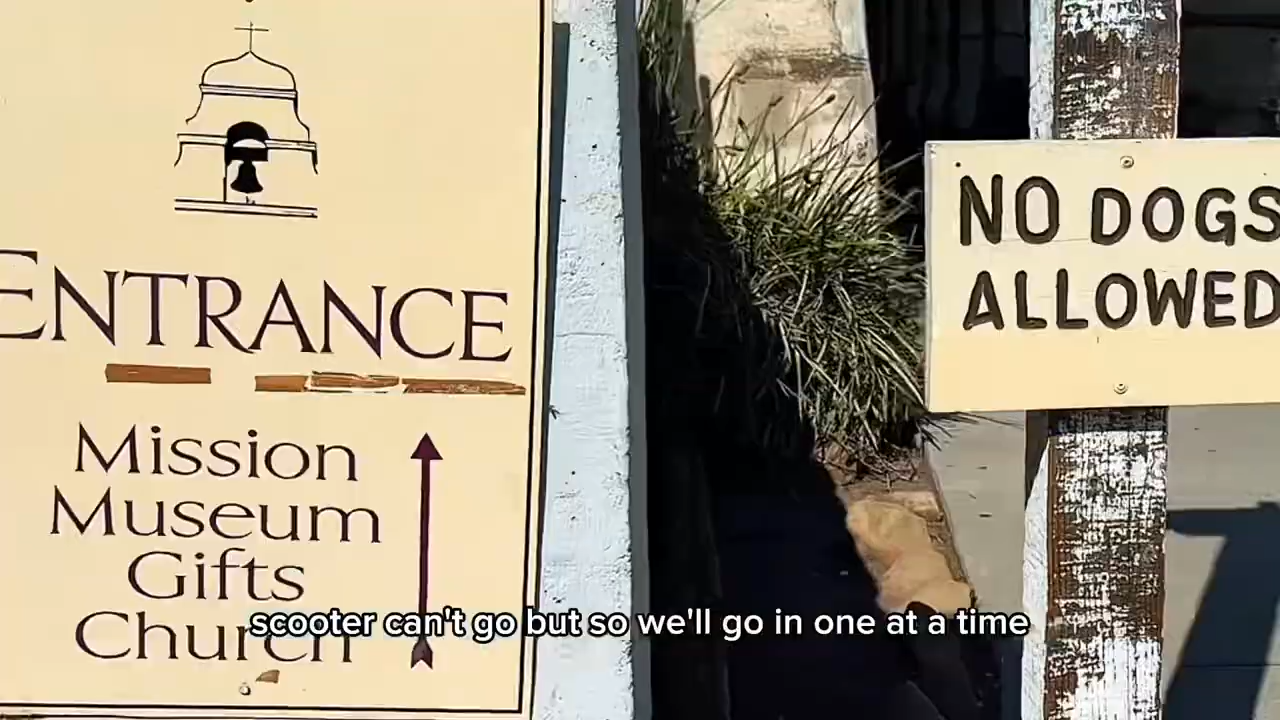 ENTRANCE
Mission
Museum
Gifts
Church
NO DOGS
ALLOWED
scooter can't go but so we'll go in one at a time